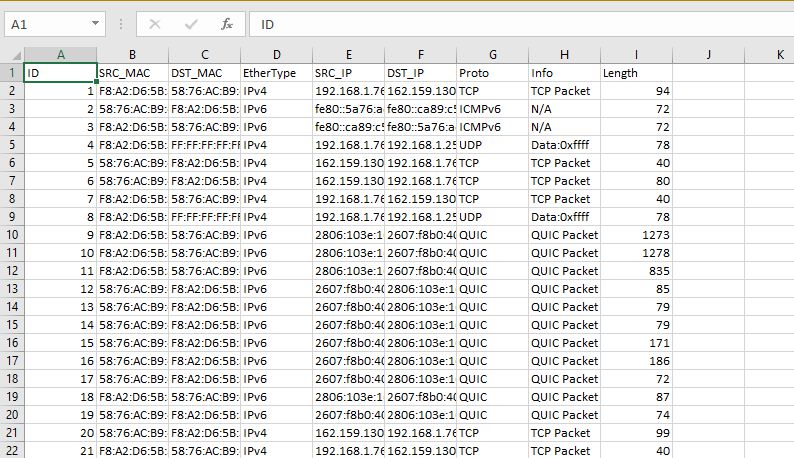 A1 fx ID
A B C D E F G H I J K
1 ID SRC_MAC DST_MAC EtherType SRC_IP DST_IP Proto Info Length
2 1 F8:A2:D6:5B: 58:76:AC:B9: IPv4 192.168.1.76 162.159.130 TCP TCP Packet 94
3 2 58:76:AC:B9: F8:A2:D6:5B: IPv6 fe80::5a76:a fe80::ca89:c5 ICMPv6 N/A 72
4 3 F8:A2:D6:5B: 58:76:AC:B9: IPv6 fe80::ca89:c5 fe80::5a76:a ICMPv6 N/A 72
5 4 F8:A2:D6:5B: FF:FF:FF:FF:FF IPv4 192.168.1.76 192.168.1.25 UDP Data:0xffff 78
6 5 58:76:AC:B9: F8:A2:D6:5B: IPv4 162.159.130 192.168.1.76 TCP TCP Packet 40
7 6 58:76:AC:B9: F8:A2:D6:5B: IPv4 162.159.130 192.168.1.76 TCP TCP Packet 80
8 7 F8:A2:D6:5B: 58:76:AC:B9: IPv4 192.168.1.76 162.159.130 TCP TCP Packet 40
9 8 F8:A2:D6:5B: FF:FF:FF:FF:FF IPv4 192.168.1.76 192.168.1.25 UDP Data:0xffff 78
10 9 F8:A2:D6:5B: 58:76:AC:B9: IPv6 2806:103e:1 2607:f8b0:40 QUIC QUIC Packet 1273
11 10 F8:A2:D6:5B: 58:76:AC:B9: IPv6 2806:103e:1 2607:f8b0:40 QUIC QUIC Packet 1278
12 11 F8:A2:D6:5B: 58:76:AC:B9: IPv6 2806:103e:1 2607:f8b0:40 QUIC QUIC Packet 835
13 12 58:76:AC:B9: F8:A2:D6:5B: IPv6 2607:f8b0:40 2806:103e:1 QUIC QUIC Packet 85
14 13 58:76:AC:B9: F8:A2:D6:5B: IPv6 2607:f8b0:40 2806:103e:1 QUIC QUIC Packet 79
15 14 58:76:AC:B9: F8:A2:D6:5B: IPv6 2607:f8b0:40 2806:103e:1 QUIC QUIC Packet 79
16 15 58:76:AC:B9: F8:A2:D6:5B: IPv6 2607:f8b0:40 2806:103e:1 QUIC QUIC Packet 171
17 16 58:76:AC:B9: F8:A2:D6:5B: IPv6 2607:f8b0:40 2806:103e:1 QUIC QUIC Packet 186
18 17 58:76:AC:B9: F8:A2:D6:5B: IPv6 2607:f8b0:40 2806:103e:1 QUIC QUIC Packet 72
19 18 F8:A2:D6:5B: 58:76:AC:B9: IPv6 2806:103e:1 2607:f8b0:40 QUIC QUIC Packet 87
20 19 58:76:AC:B9: F8:A2:D6:5B: IPv6 2607:f8b0:40 2806:103e:1 QUIC QUIC Packet 74
21 20 58:76:AC:B9: F8:A2:D6:5B: IPv4 162.159.130 192.168.1.76 TCP TCP Packet 99
22 21 F8:A2:D6:5B: 58:76:AC:B9: IPv4 192.168.1.76 162.159.130 TCP TCP Packet 40